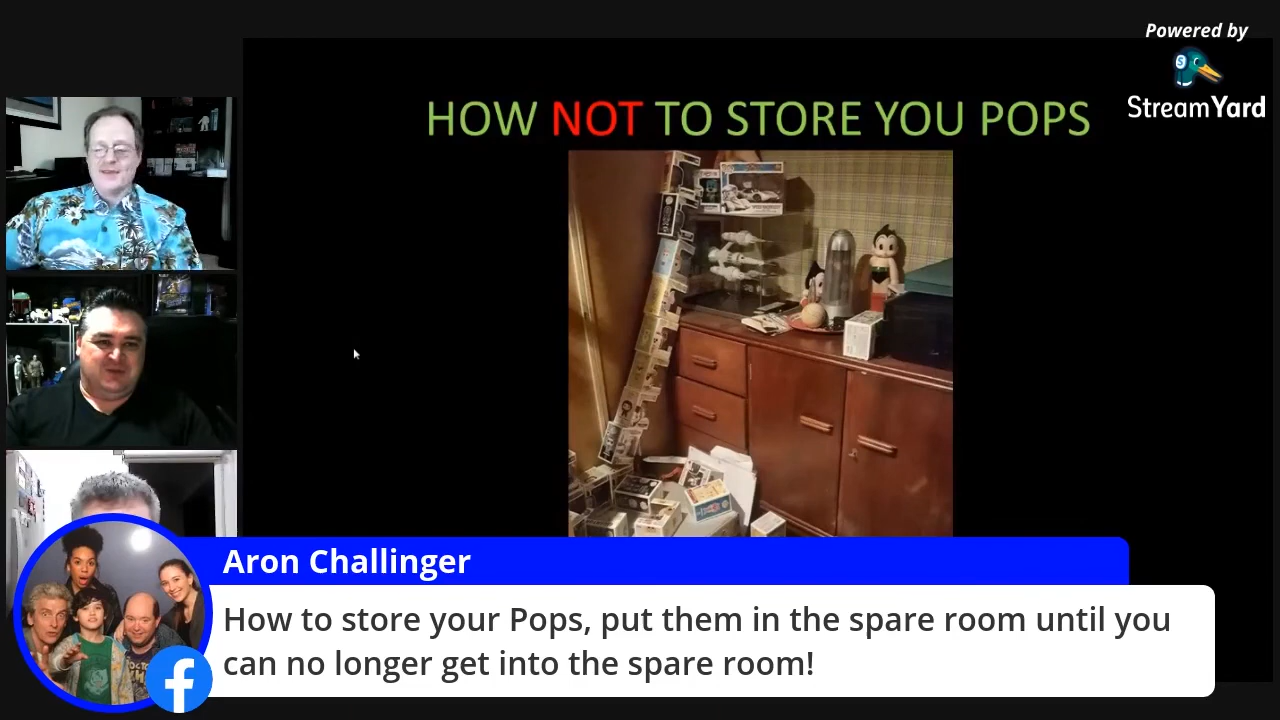 Powered by
StreamYard
HOW NOT TO STORE YOU POPS
Aron Challinger
How to store your Pops, put them in the spare room until you
can no longer get into the spare room!